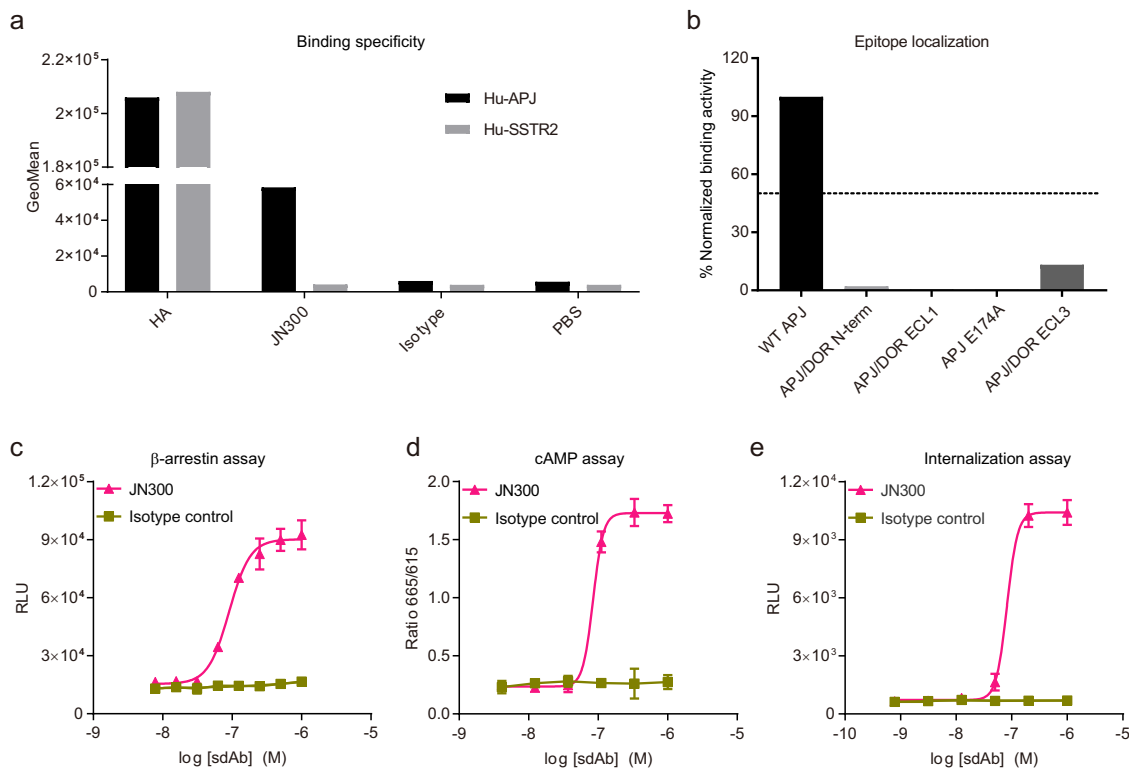 a
Binding specificity
GeoMean
2.2×10⁵
2×10⁵
1.8×10⁵
6×10⁴
4×10⁴
2×10⁴
0
Hu-APJ
Hu-SSTR2
HA
JN300
Isotype
PBS
b
Epitope localization
% Normalized binding activity
120
90
60
30
0
WT APJ
APJ/DOR N-term
APJ/DOR ECL1
APJ E174A
APJ/DOR ECL3
c
β-arrestin assay
RLU
1.2×10⁵
9×10⁴
6×10⁴
3×10⁴
0
JN300
Isotype control
-9
-8
-7
-6
-5
log [sdAb] (M)
d
cAMP assay
Ratio 665/615
2.0
1.5
1.0
0.5
0.0
JN300
Isotype control
-9
-8
-7
-6
-5
log [sdAb] (M)
e
Internalization assay
RLU
1.2×10⁴
9×10³
6×10³
3×10³
0
JN300
Isotype control
-10
-9
-8
-7
-6
-5
log [sdAb] (M)